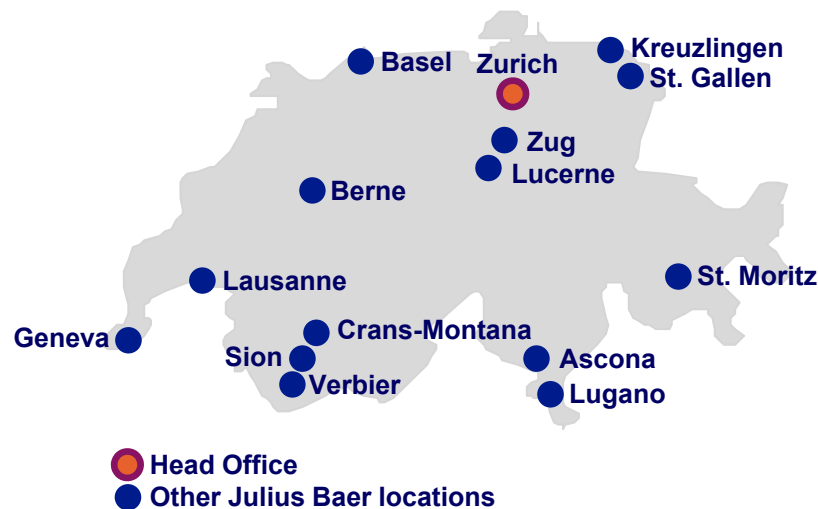 Kreuzlingen
Basel
Zurich
St. Gallen
Zug
Lucerne
Berne
Lausanne
St. Moritz
Geneva
Crans-Montana
Sion
Ascona
Verbier
Lugano
Head Office
Other Julius Baer locations